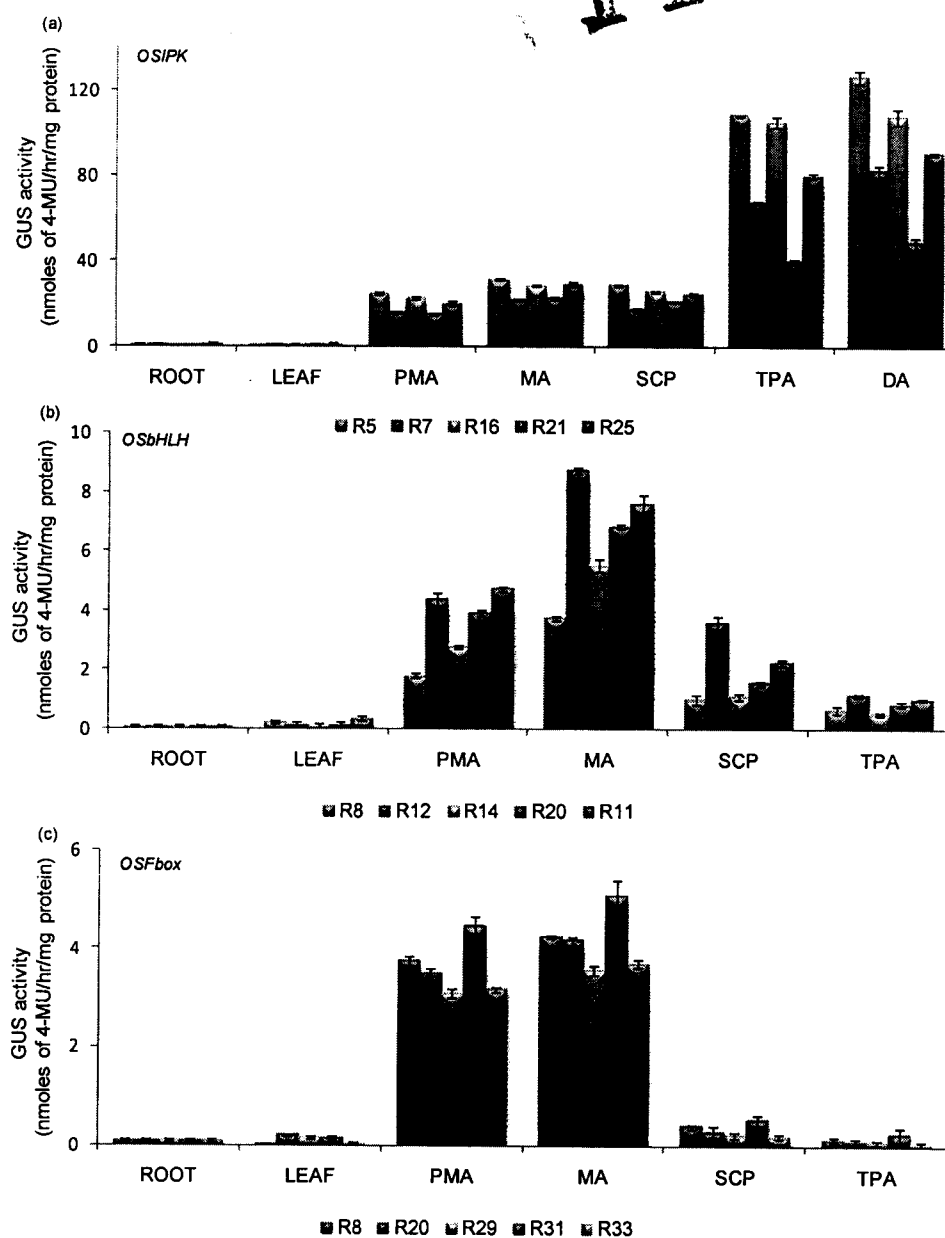 (a)
OSIPK
GUS activity
(nmoles of 4-MU/hr/mg protein)
120
80
40
0
ROOT LEAF PMA MA SCP TPA DA
R5 R7 R16 R21 R25
(b)
OSbHLH
GUS activity
(nmoles of 4-MU/hr/mg protein)
10
8
6
4
2
0
ROOT LEAF PMA MA SCP TPA
R8 R12 R14 R20 R11
(c)
OSFbox
GUS activity
(nmoles of 4-MU/hr/mg protein)
6
4
2
0
ROOT LEAF PMA MA SCP TPA
R8 R20 R29 R31 R33